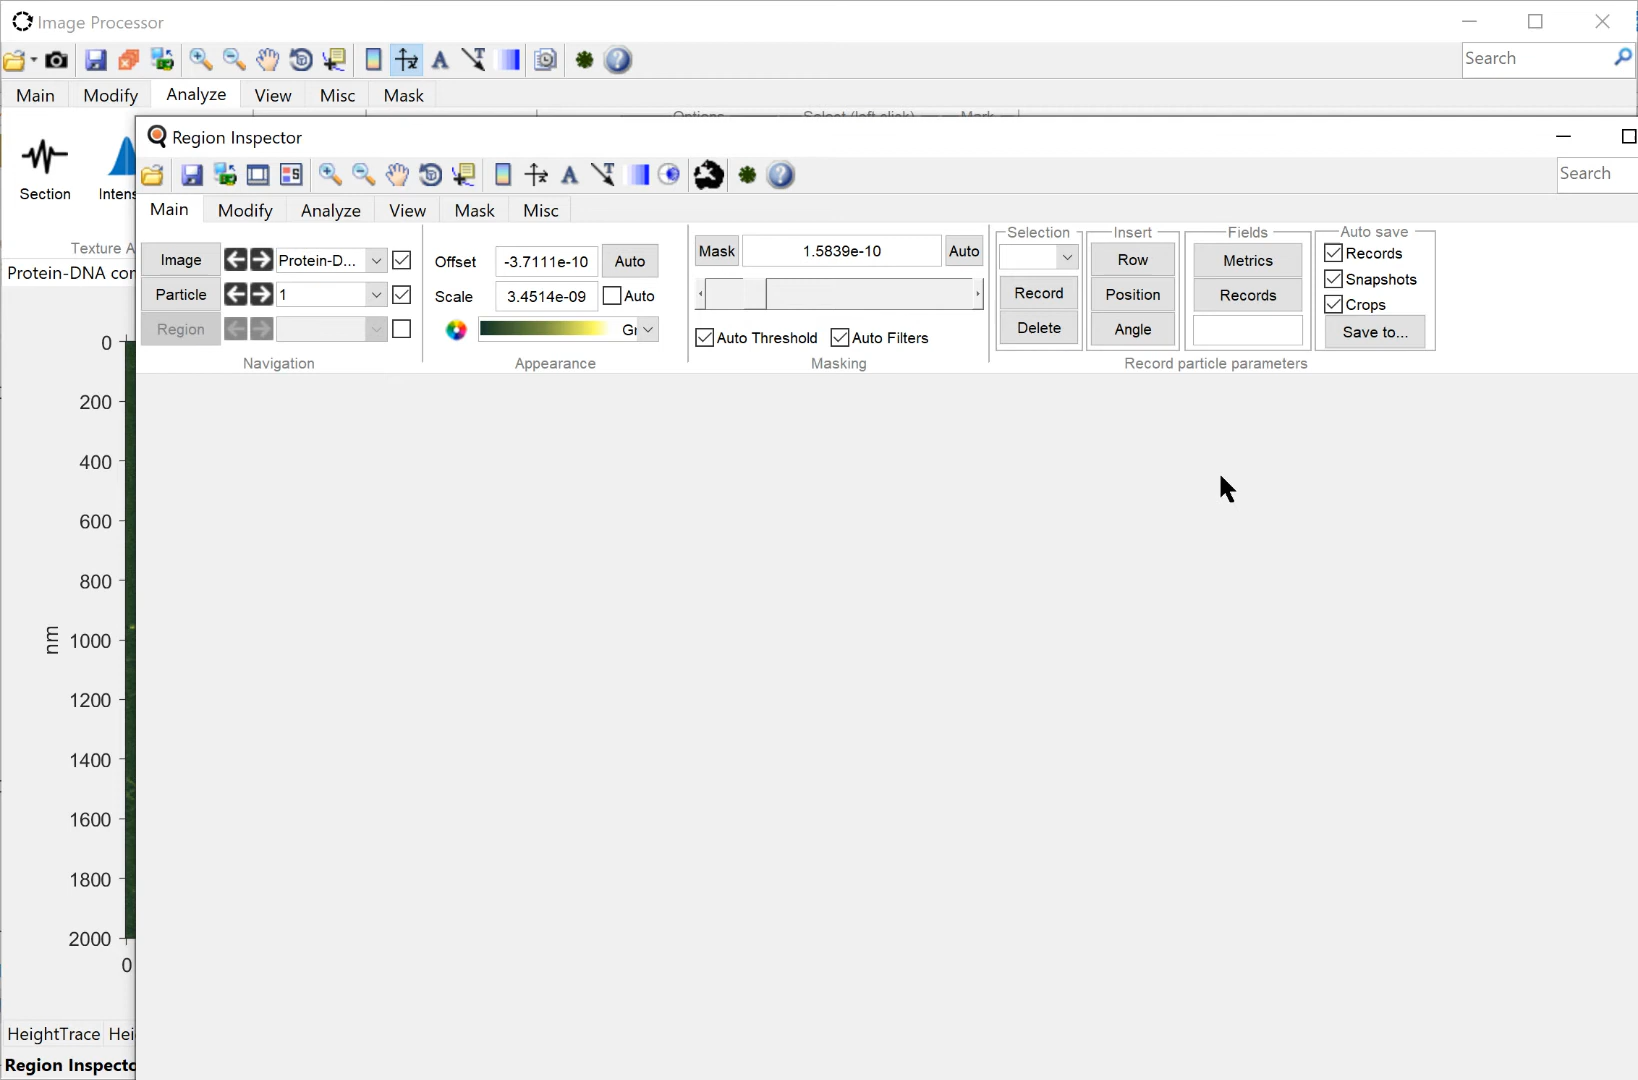 Image Processor
Search
Main Modify Analyze View Misc Mask
Region Inspector
Section
Search
Main Modify Analyze View Mask Misc
Texture A
Protein-DNA cor
Image Protein-D...
Particle 1
Region
Navigation
Offset -3.7111e-10 Auto
Scale 3.4514e-09 Auto
Gr
Appearance
Mask 1.5839e-10 Auto
Auto Threshold Auto Filters
Masking
Selection
Record
Delete
Insert
Row
Position
Angle
Fields
Metrics
Records
Auto save
Records
Snapshots
Crops
Save to...
Record particle parameters
nm
0
200
400
600
800
1000
1200
1400
1600
1800
2000
0
HeightTrace Hei
Region Inspecto